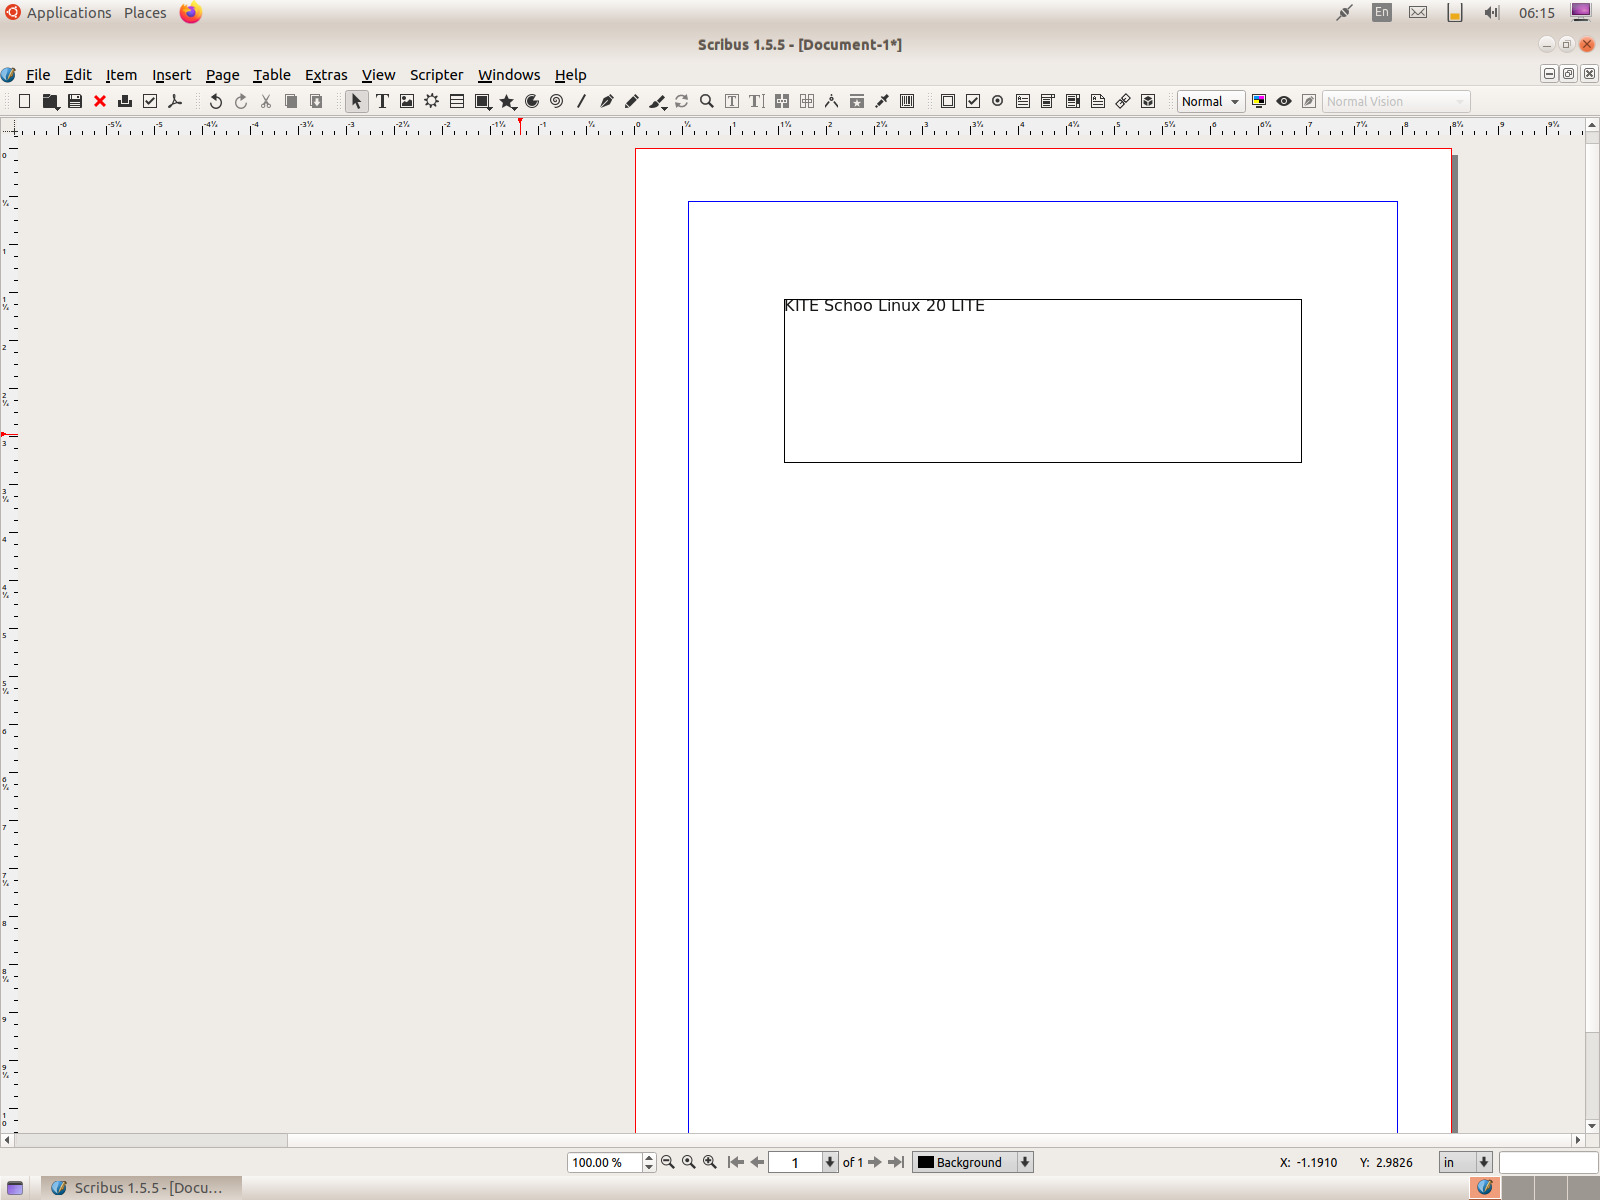 Applications Places En 06:15
Scribus 1.5.5 - [Document-1*]
File Edit Item Insert Page Table Extras View Scripter Windows Help
Normal Normal Vision
KITE Schoo Linux 20 LITE
100.00 % 1 of 1 Background X: -1.1910 Y: 2.9826 in
Scribus 1.5.5 - [Docu...